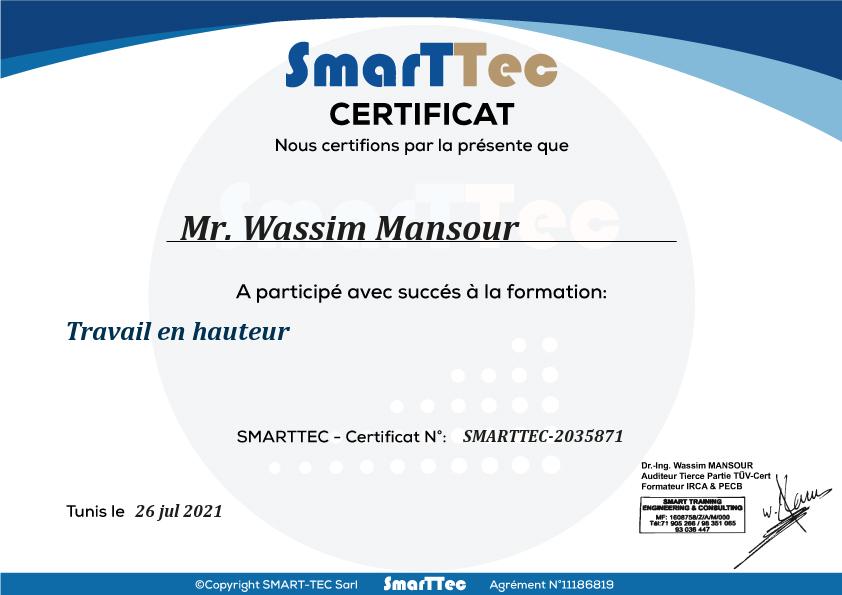 SmarTTec
CERTIFICAT
Nous certifions par la présente que
SmarTTec
Mr. Wassim Mansour
A participé avec succés à la formation:
Travail en hauteur
SMARTTEC - Certificat N°: SMARTTEC-2035871
Dr.-Ing. Wassim MANSOUR
Auditeur Tierce Partie TÜV-Cert
Formateur IRCA & PECB
SMART TRAINING
ENGINEERING & CONSULTING
MF: 1608758/Z/A/M/000
Tél:71 905 266 / 98 351 065
93 036 447
Tunis le 26 jul 2021
©Copyright SMART-TEC Sarl SmarTTec Agrément N°11186819